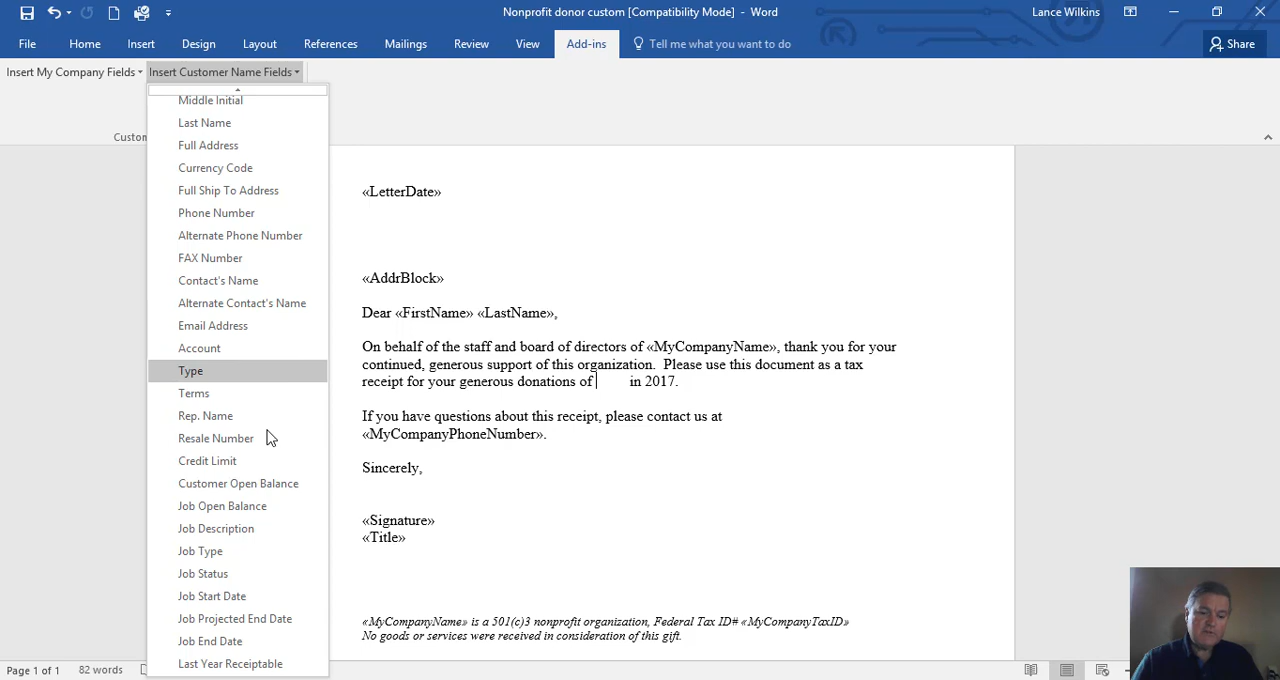 Nonprofit donor custom [Compatibility Mode] - Word
Lance Wilkins
File Home Insert Design Layout References Mailings Review View Add-ins Tell me what you want to do Share
Insert My Company Fields Insert Customer Name Fields
Custom
Middle Initial
Last Name
Full Address
Currency Code
Full Ship To Address
Phone Number
Alternate Phone Number
FAX Number
Contact's Name
Alternate Contact's Name
Email Address
Account
Type
Terms
Rep. Name
Resale Number
Credit Limit
Customer Open Balance
Job Open Balance
Job Description
Job Type
Job Status
Job Start Date
Job Projected End Date
Job End Date
Last Year Receiptable
«LetterDate»
«AddrBlock»
Dear «FirstName» «LastName»,
On behalf of the staff and board of directors of «MyCompanyName», thank you for your
continued, generous support of this organization. Please use this document as a tax
receipt for your generous donations of in 2017.
If you have questions about this receipt, please contact us at
«MyCompanyPhoneNumber».
Sincerely,
«Signature»
«Title»
«MyCompanyName» is a 501(c)3 nonprofit organization, Federal Tax ID# «MyCompanyTaxID»
No goods or services were received in consideration of this gift.
Page 1 of 1 82 words